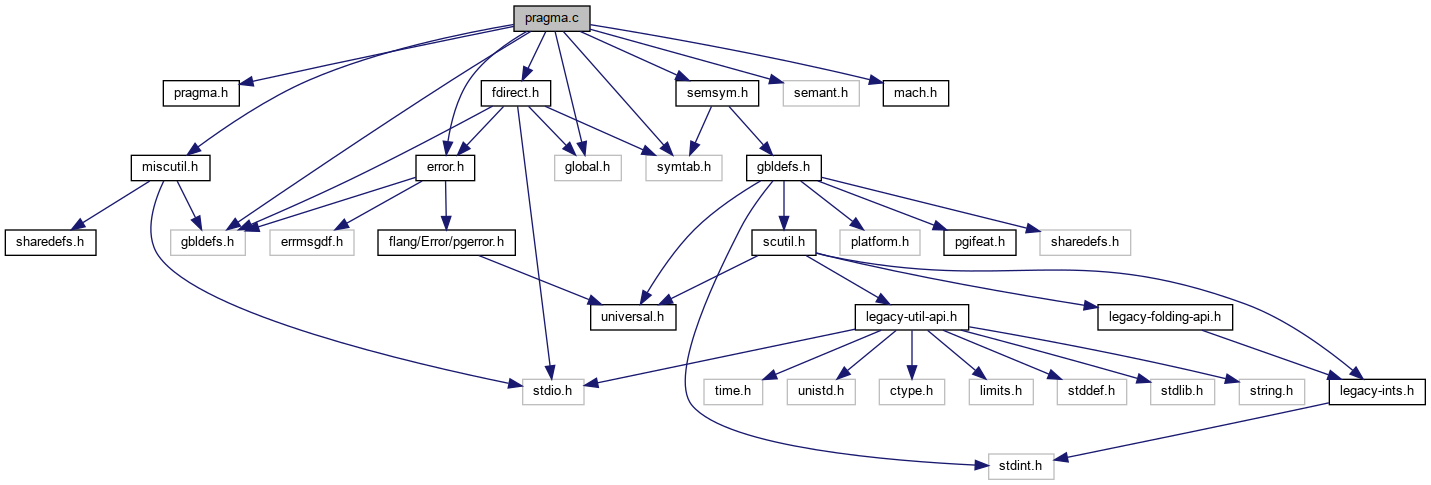 pragma.c
pragma.h
fdirect.h
semsym.h
semant.h
mach.h
miscutil.h
error.h
global.h
symtab.h
gbldefs.h
sharedefs.h
gbldefs.h
errmsgdf.h
flang/Error/pgerror.h
scutil.h
platform.h
pgifeat.h
sharedefs.h
universal.h
legacy-util-api.h
legacy-folding-api.h
stdio.h
time.h
unistd.h
ctype.h
limits.h
stddef.h
stdlib.h
string.h
legacy-ints.h
stdint.h